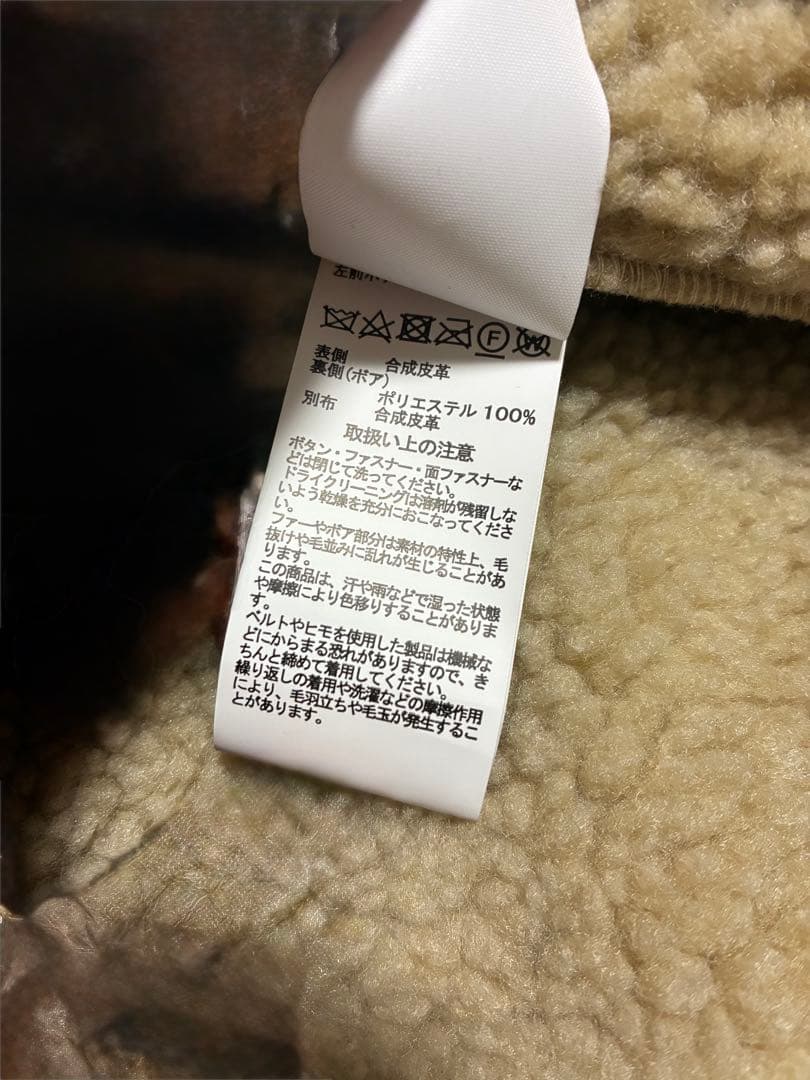 左前ポ
F W
表側 合成皮革
裏側(ボア)
ポリエステル 100%
別布 合成皮革
取扱い上の注意
ボタン・ファスナー・面ファスナーな
どは閉じて洗ってください。
ドライクリーニングは溶剤が残留しな
いよう乾燥を充分におこなってくださ
い。
ファーやボア部分は素材の特性上、毛
抜けや毛並みに乱れが生じることがあ
ります。
この商品は、汗や雨などで湿った状態
や摩擦により色移りすることがありま
す。
ベルトやヒモを使用した製品は機械な
どにからまる恐れがありますので、き
ちんと締めて着用してください。
繰り返しの着用や洗濯などの摩擦作用
により、毛羽立ちや毛玉が発生するこ
とがあります。